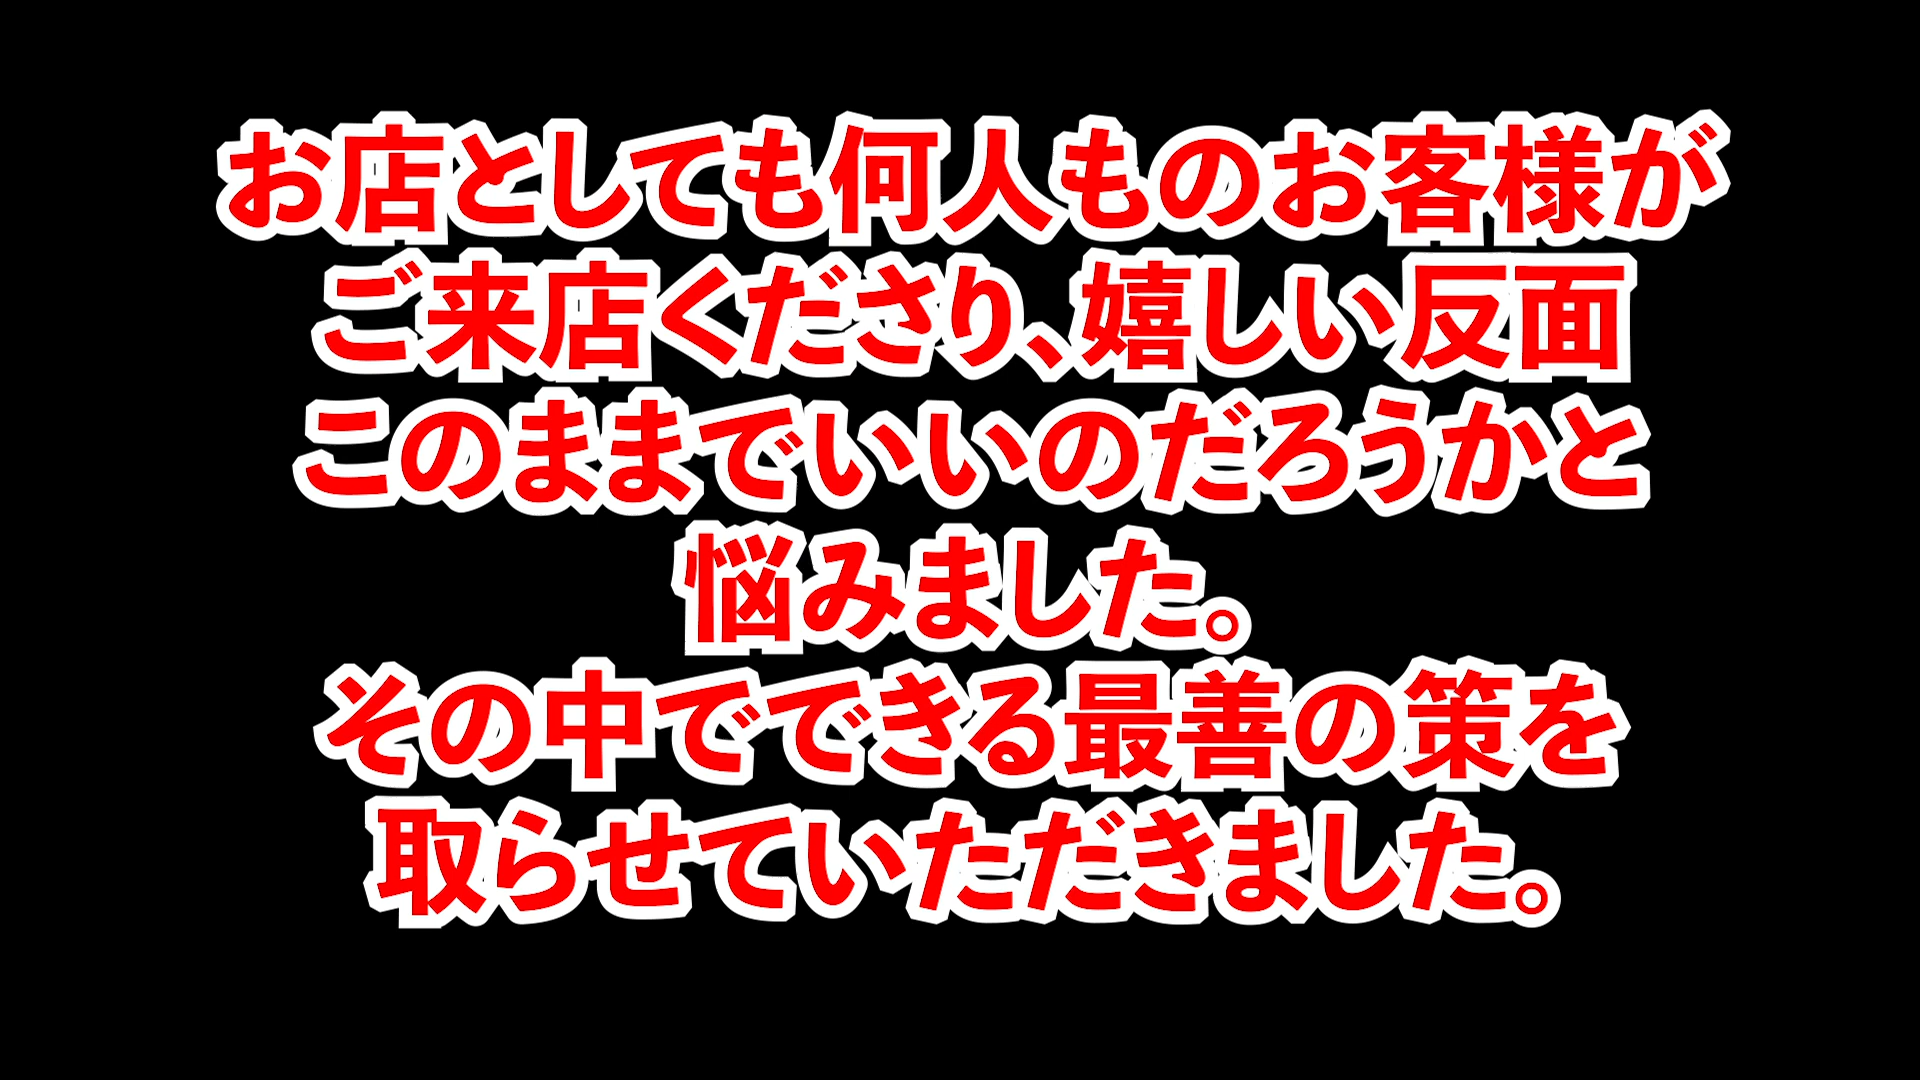 お店としても何人ものお客様が
ご来店くださり、嬉しい反面
このままでいいのだろうかと
悩みました。
その中でできる最善の策を
取らせていただきました。